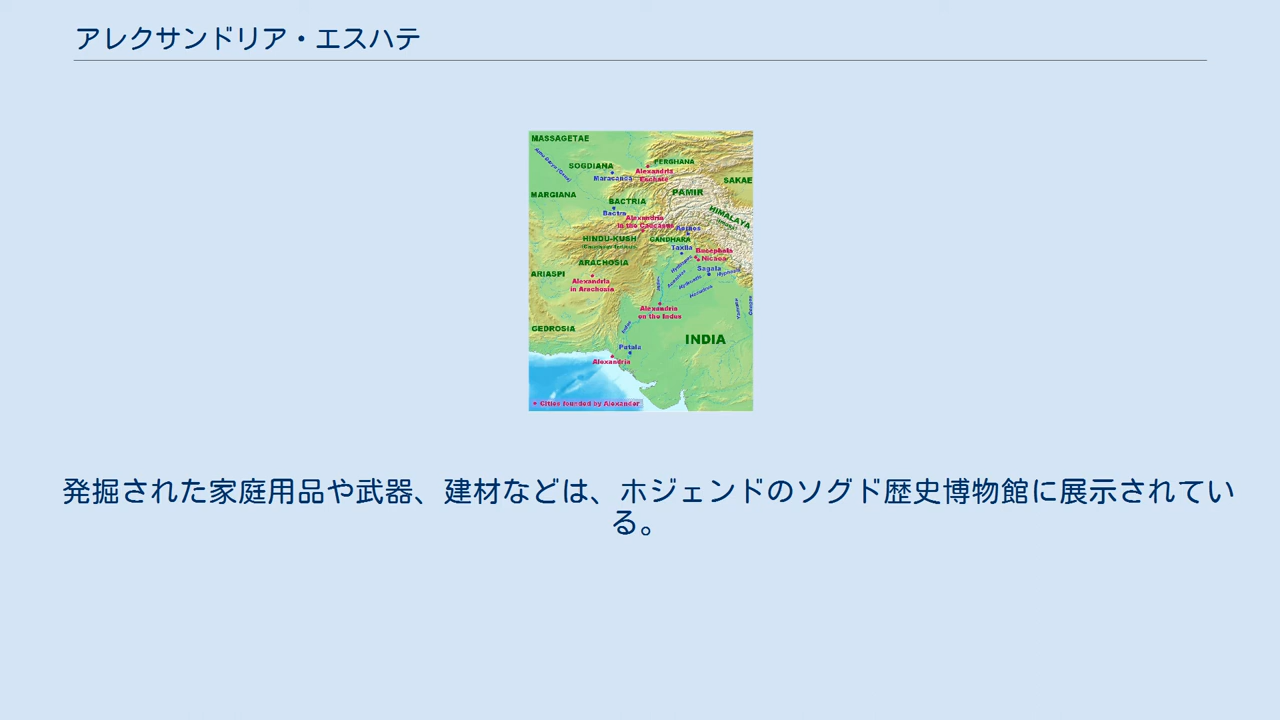 アレクサンドリア・エスハテ
MASSAGETAE
SOGDIANA
FERGHANA
Maracanda
Alexandria
Eschate
SAKAE
MARGIANA
PAMIR
BACTRIA
Bactra
HIMALAYA
Alexandria
in the Caucasus
HINDU-KUSH
GANDHARA
Taxila
Bucephala
Nicaea
ARACHOSIA
Sagala
ARIASPI
Alexandria
in Arachosia
Alexandria
on the Indus
GEDROSIA
INDIA
Patala
Alexandria
Cities founded by Alexander
発掘された家庭用品や武器、建材などは、ホジェンドのソグド歴史博物館に展示されてい
る。